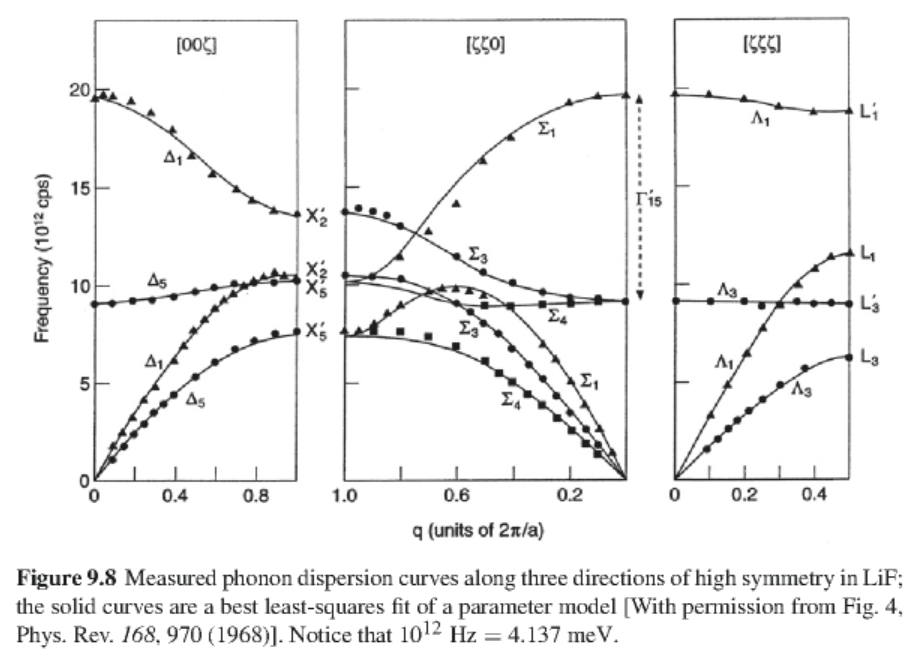 [00ζ]
[ζζ0]
[ζζζ]
20
15
10
5
0
Frequency (10¹² cps)
Δ₁
Δ₅
Δ₁
Δ₅
X₂′
X₂′
X₅′
X₅′
Σ₁
Σ₃
Σ₄
Σ₃
Σ₁
Σ₄
Γ₁₅′
Λ₁
Λ₃
Λ₁
Λ₃
L₁′
L₁
L₃′
L₃
0 0.4 0.8
1.0 0.6 0.2
0 0.2 0.4
q (units of 2π/a)
Figure 9.8 Measured phonon dispersion curves along three directions of high symmetry in LiF;
the solid curves are a best least-squares fit of a parameter model [With permission from Fig. 4,
Phys. Rev. 168, 970 (1968)]. Notice that 10¹² Hz = 4.137 meV.